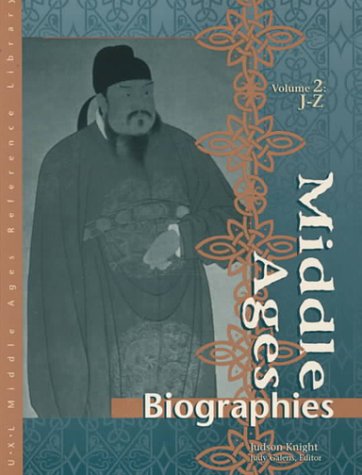 U·X·L Middle Ages Reference Library
Volume 2:
J-Z
Middle
Ages
Biographies
Judson Knight
Judy Galens, Editor